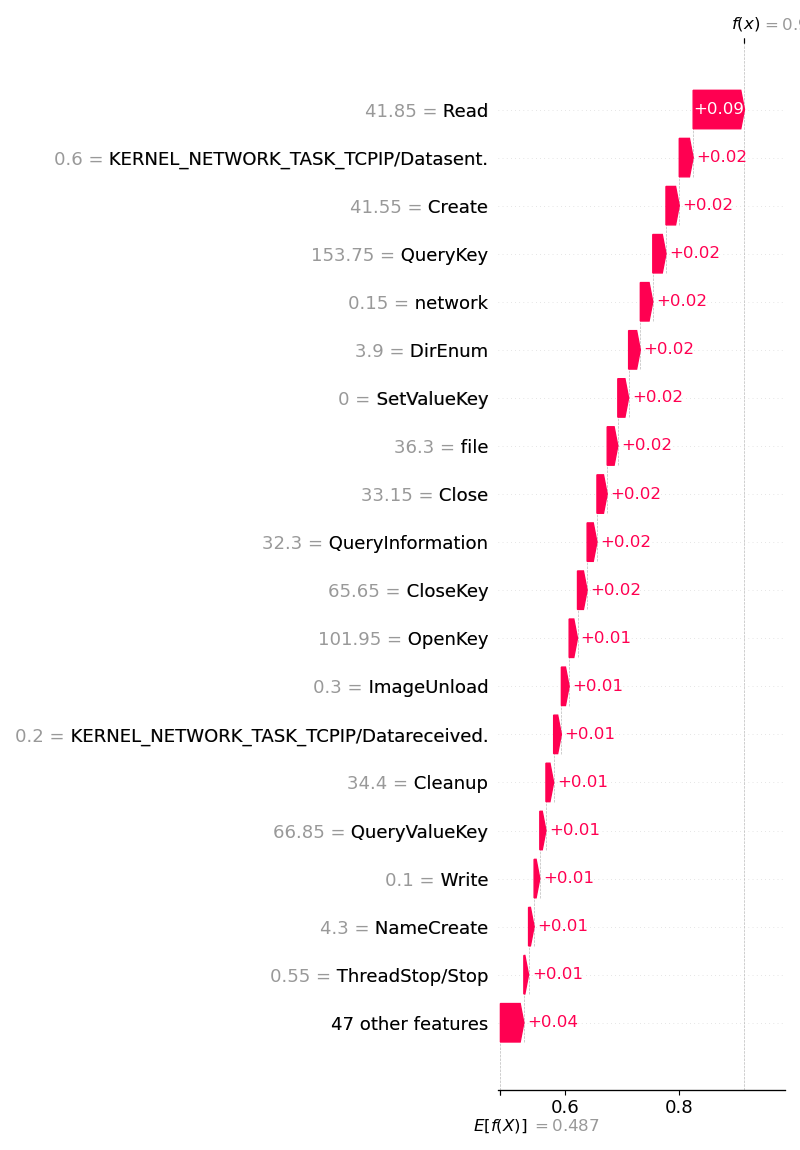 f(x) = 0.9
41.85 = Read
+0.09
0.6 = KERNEL_NETWORK_TASK_TCPIP/Datasent.
+0.02
41.55 = Create
+0.02
153.75 = QueryKey
+0.02
0.15 = network
+0.02
3.9 = DirEnum
+0.02
0 = SetValueKey
+0.02
36.3 = file
+0.02
33.15 = Close
+0.02
32.3 = QueryInformation
+0.02
65.65 = CloseKey
+0.02
101.95 = OpenKey
+0.01
0.3 = ImageUnload
+0.01
0.2 = KERNEL_NETWORK_TASK_TCPIP/Datareceived.
+0.01
34.4 = Cleanup
+0.01
66.85 = QueryValueKey
+0.01
0.1 = Write
+0.01
4.3 = NameCreate
+0.01
0.55 = ThreadStop/Stop
+0.01
47 other features
+0.04
0.6
0.8
E[f(X)] = 0.487